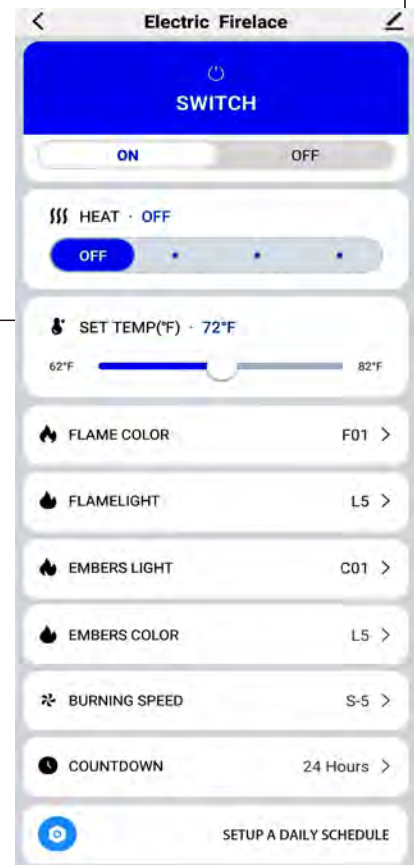 Electric Firelace
SWITCH
ON OFF
HEAT · OFF
OFF
SET TEMP(°F) · 72°F
62°F 82°F
FLAME COLOR F01 >
FLAMELIGHT L5 >
EMBERS LIGHT C01 >
EMBERS COLOR L5 >
BURNING SPEED S-5 >
COUNTDOWN 24 Hours >
SETUP A DAILY SCHEDULE